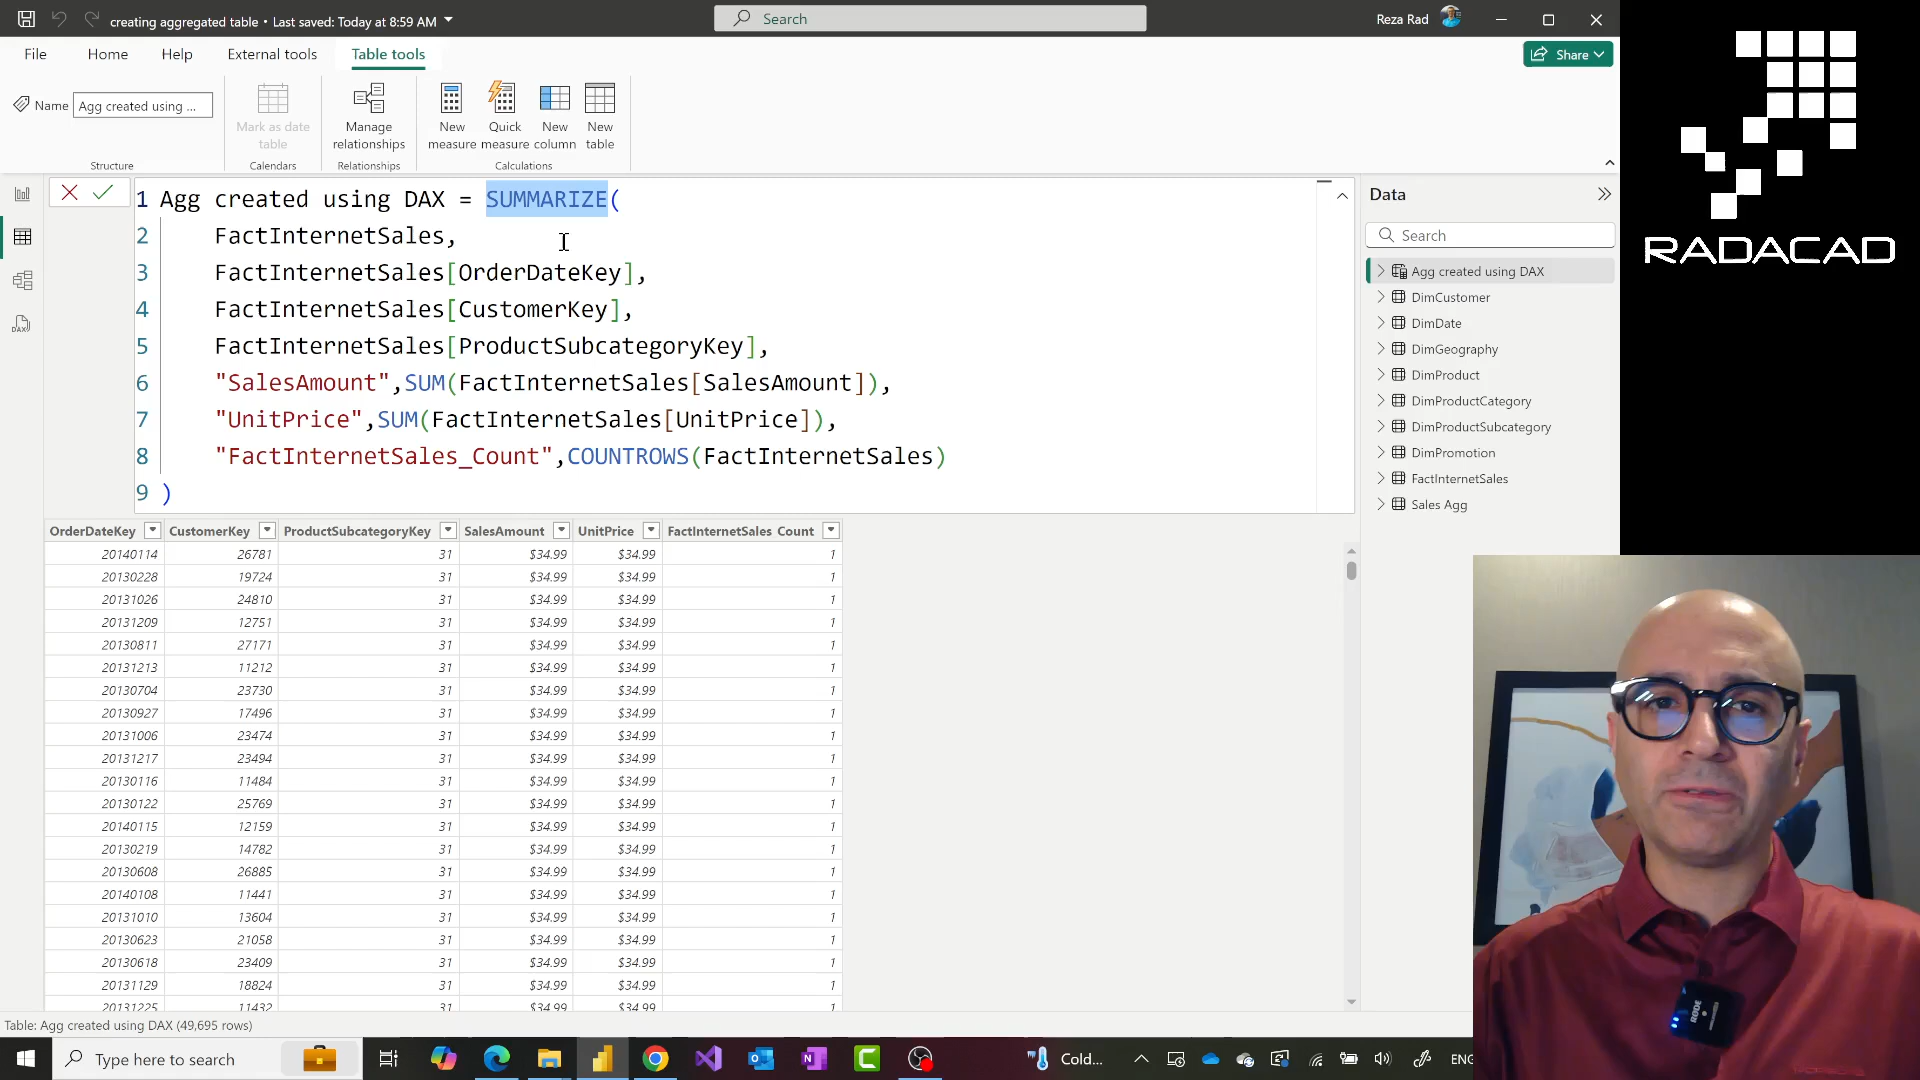 creating aggregated table • Last saved: Today at 8:59 AM
Search
Reza Rad
File
Home
Help
External tools
Table tools
Share
Name
Agg created using ...
Mark as date table
Manage relationships
New measure
Quick measure
New column
New table
Structure
Calendars
Relationships
Calculations
1 Agg created using DAX = SUMMARIZE(
2 FactInternetSales,
3 FactInternetSales[OrderDateKey],
4 FactInternetSales[CustomerKey],
5 FactInternetSales[ProductSubcategoryKey],
6 "SalesAmount",SUM(FactInternetSales[SalesAmount]),
7 "UnitPrice",SUM(FactInternetSales[UnitPrice]),
8 "FactInternetSales_Count",COUNTROWS(FactInternetSales)
9 )
Data
Search
Agg created using DAX
DimCustomer
DimDate
DimGeography
DimProduct
DimProductCategory
DimProductSubcategory
DimPromotion
FactInternetSales
Sales Agg
RADACAD
OrderDateKey CustomerKey ProductSubcategoryKey SalesAmount UnitPrice FactInternetSales_Count
20140114 26781 31 $34.99 $34.99 1
20130228 19724 31 $34.99 $34.99 1
20131026 24810 31 $34.99 $34.99 1
20131209 12751 31 $34.99 $34.99 1
20130811 27171 31 $34.99 $34.99 1
20131213 11212 31 $34.99 $34.99 1
20130704 23730 31 $34.99 $34.99 1
20130927 17496 31 $34.99 $34.99 1
20131006 23474 31 $34.99 $34.99 1
20131217 23494 31 $34.99 $34.99 1
20130116 11484 31 $34.99 $34.99 1
20130122 25769 31 $34.99 $34.99 1
20140115 12159 31 $34.99 $34.99 1
20130219 14782 31 $34.99 $34.99 1
20130608 26885 31 $34.99 $34.99 1
20140108 11441 31 $34.99 $34.99 1
20131010 13604 31 $34.99 $34.99 1
20130623 21058 31 $34.99 $34.99 1
20130618 23409 31 $34.99 $34.99 1
20131129 18824 31 $34.99 $34.99 1
20131225 11432 31 $34.99 $34.99 1
Table: Agg created using DAX (49,695 rows)
Type here to search
Cold...
ENG
RODE